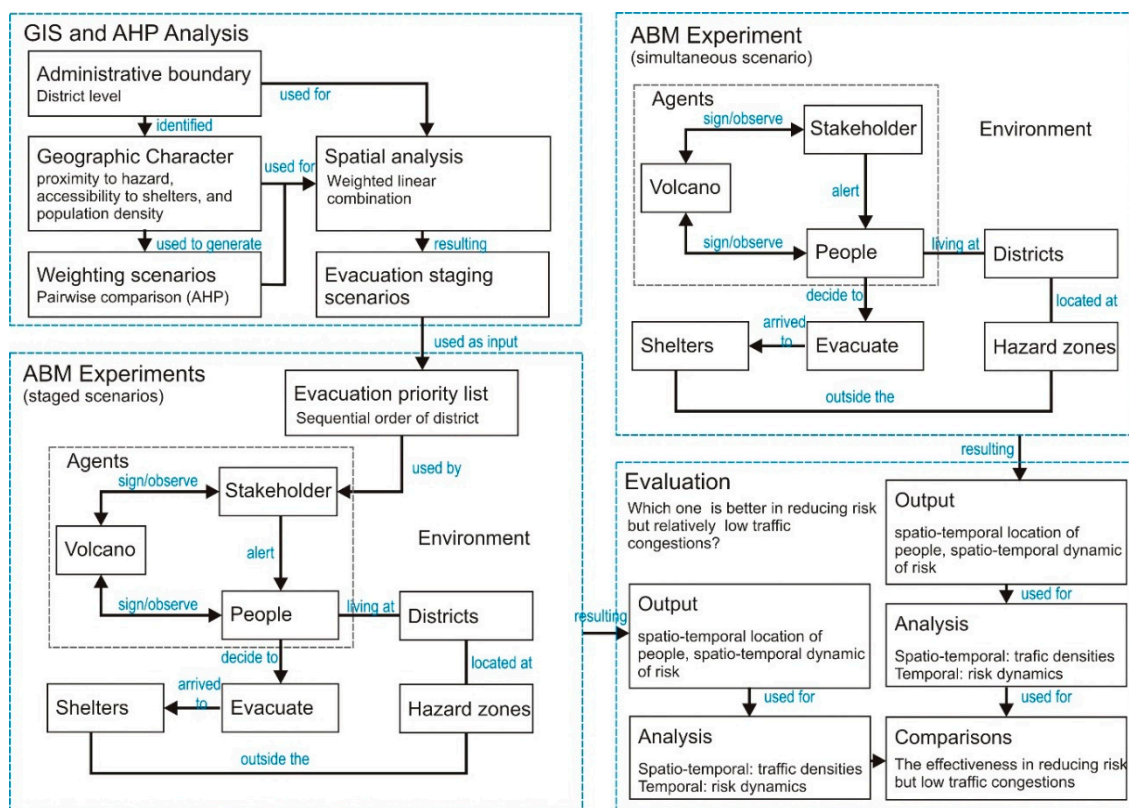 GIS and AHP Analysis
Administrative boundary
District level
used for
identified
Geographic Character
proximity to hazard,
accessibility to shelters, and
population density
used for
Spatial analysis
Weighted linear
combination
used to generate
resulting
Weighting scenarios
Pairwise comparison (AHP)
Evacuation staging
scenarios
used as input
ABM Experiments
(staged scenarios)
Evacuation priority list
Sequential order of district
used by
Agents
sign/observe
Stakeholder
Environment
Volcano
alert
sign/observe
People
living at
Districts
decide to
located at
Shelters
arrived
to
Evacuate
Hazard zones
outside the
resulting
ABM Experiment
(simultaneous scenario)
Agents
sign/observe
Stakeholder
Environment
Volcano
alert
sign/observe
People
living at
Districts
decide to
located at
Shelters
arrived
to
Evacuate
Hazard zones
outside the
resulting
Evaluation
Which one is better in reducing risk
but relatively low traffic
congestions?
Output
spatio-temporal location of
people, spatio-temporal dynamic
of risk
used for
Analysis
Spatio-temporal: trafic densities
Temporal: risk dynamics
used for
Output
spatio-temporal location of
people, spatio-temporal dynamic
of risk
used for
Analysis
Spatio-temporal: traffic densities
Temporal: risk dynamics
Comparisons
The effectiveness in reducing risk
but low traffic congestions